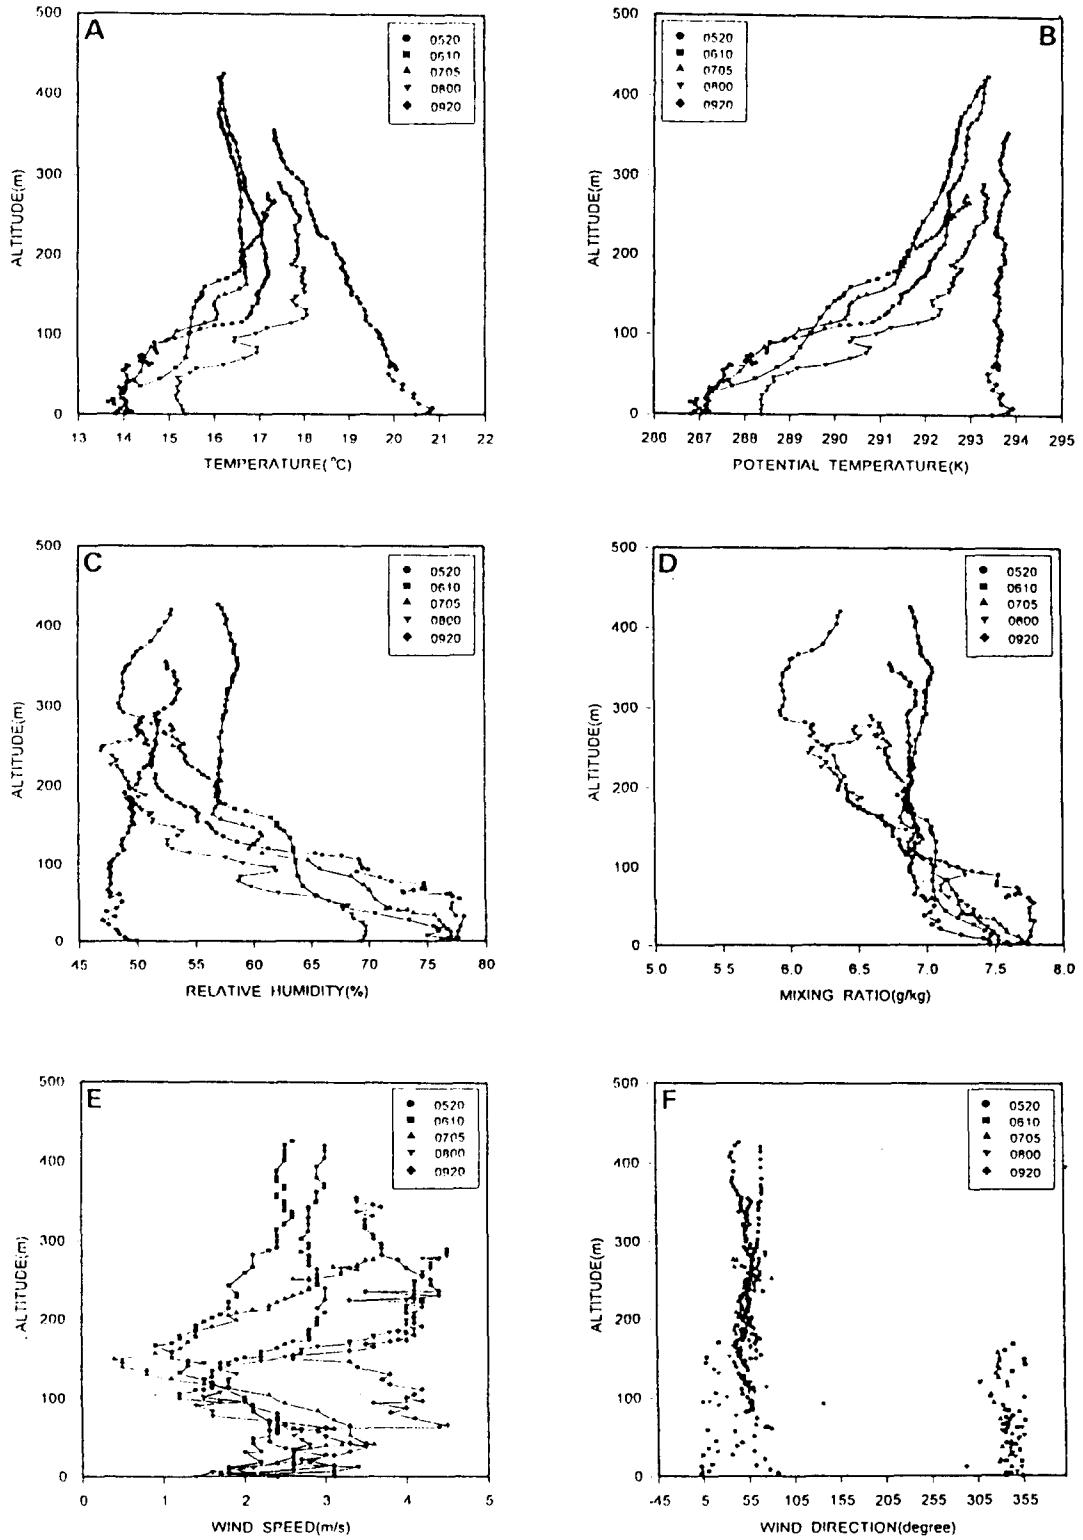 A
500
400
300
200
100
0
ALTITUDE(m)
0520
0610
0705
0800
0920
13 14 15 16 17 18 19 20 21 22
TEMPERATURE(°C)
B
500
400
300
200
100
0
ALTITUDE(m)
0520
0610
0705
0800
0920
286 287 288 289 290 291 292 293 294 295
POTENTIAL TEMPERATURE(K)
C
500
400
300
200
100
0
ALTITUDE(m)
0520
0610
0705
0800
0920
45 50 55 60 65 70 75 80
RELATIVE HUMIDITY(%)
D
500
400
300
200
100
0
ALTITUDE(m)
0520
0610
0705
0800
0920
5.0 5.5 6.0 6.5 7.0 7.5 8.0
MIXING RATIO(g/kg)
E
500
400
300
200
100
0
ALTITUDE(m)
0520
0610
0705
0800
0920
0 1 2 3 4 5
WIND SPEED(m/s)
F
500
400
300
200
100
0
ALTITUDE(m)
0520
0610
0705
0800
0920
-45 5 55 105 155 205 255 305 355
WIND DIRECTION(degree)